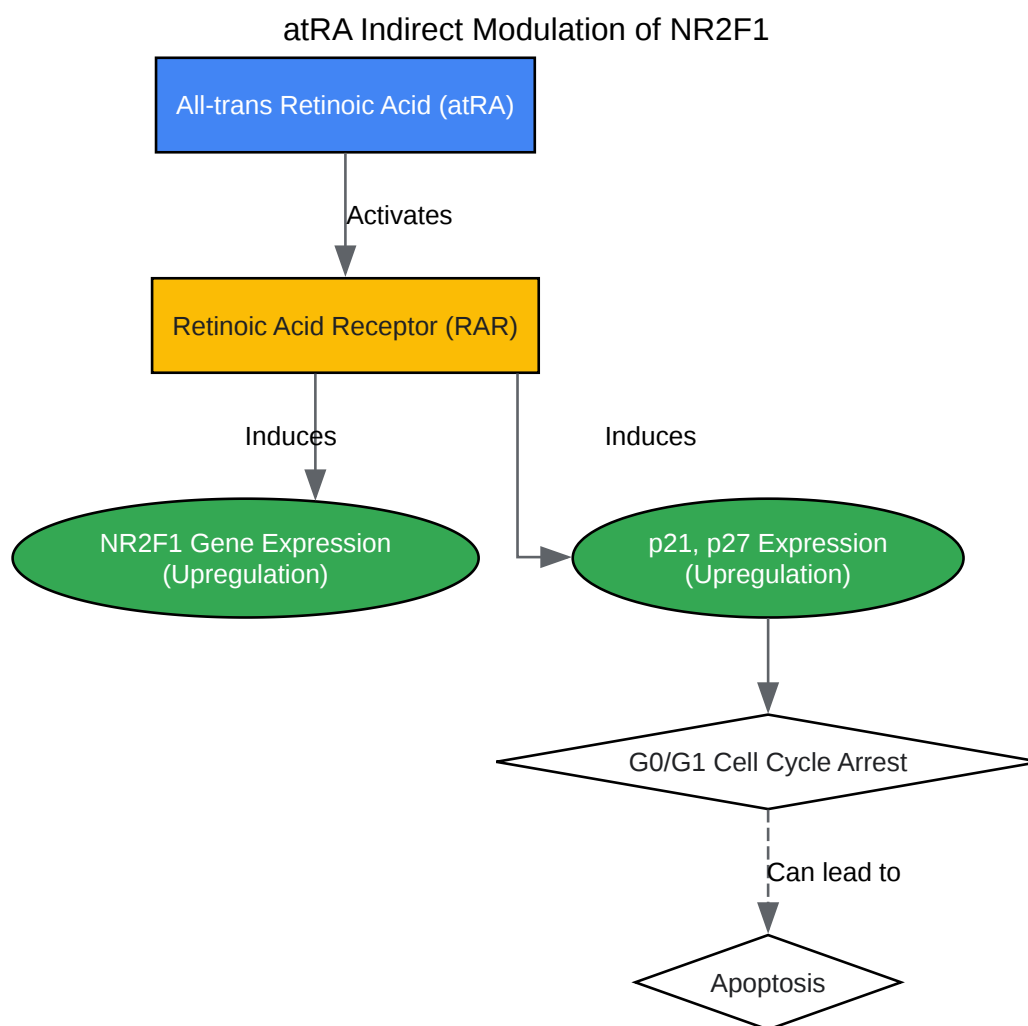 atRA Indirect Modulation of NR2F1
All-trans Retinoic Acid (atRA)
Activates
Retinoic Acid Receptor (RAR)
Induces
Induces
NR2F1 Gene Expression
(Upregulation)
p21, p27 Expression
(Upregulation)
G0/G1 Cell Cycle Arrest
Can lead to
Apoptosis